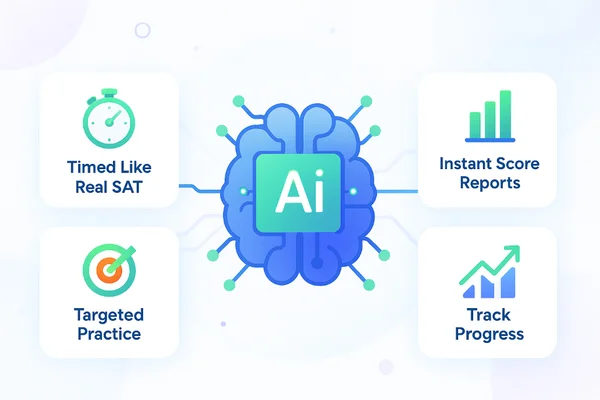 Timed Like
Real SAT
Ai
Instant Score
Reports
Targeted
Practice
Track
Progress